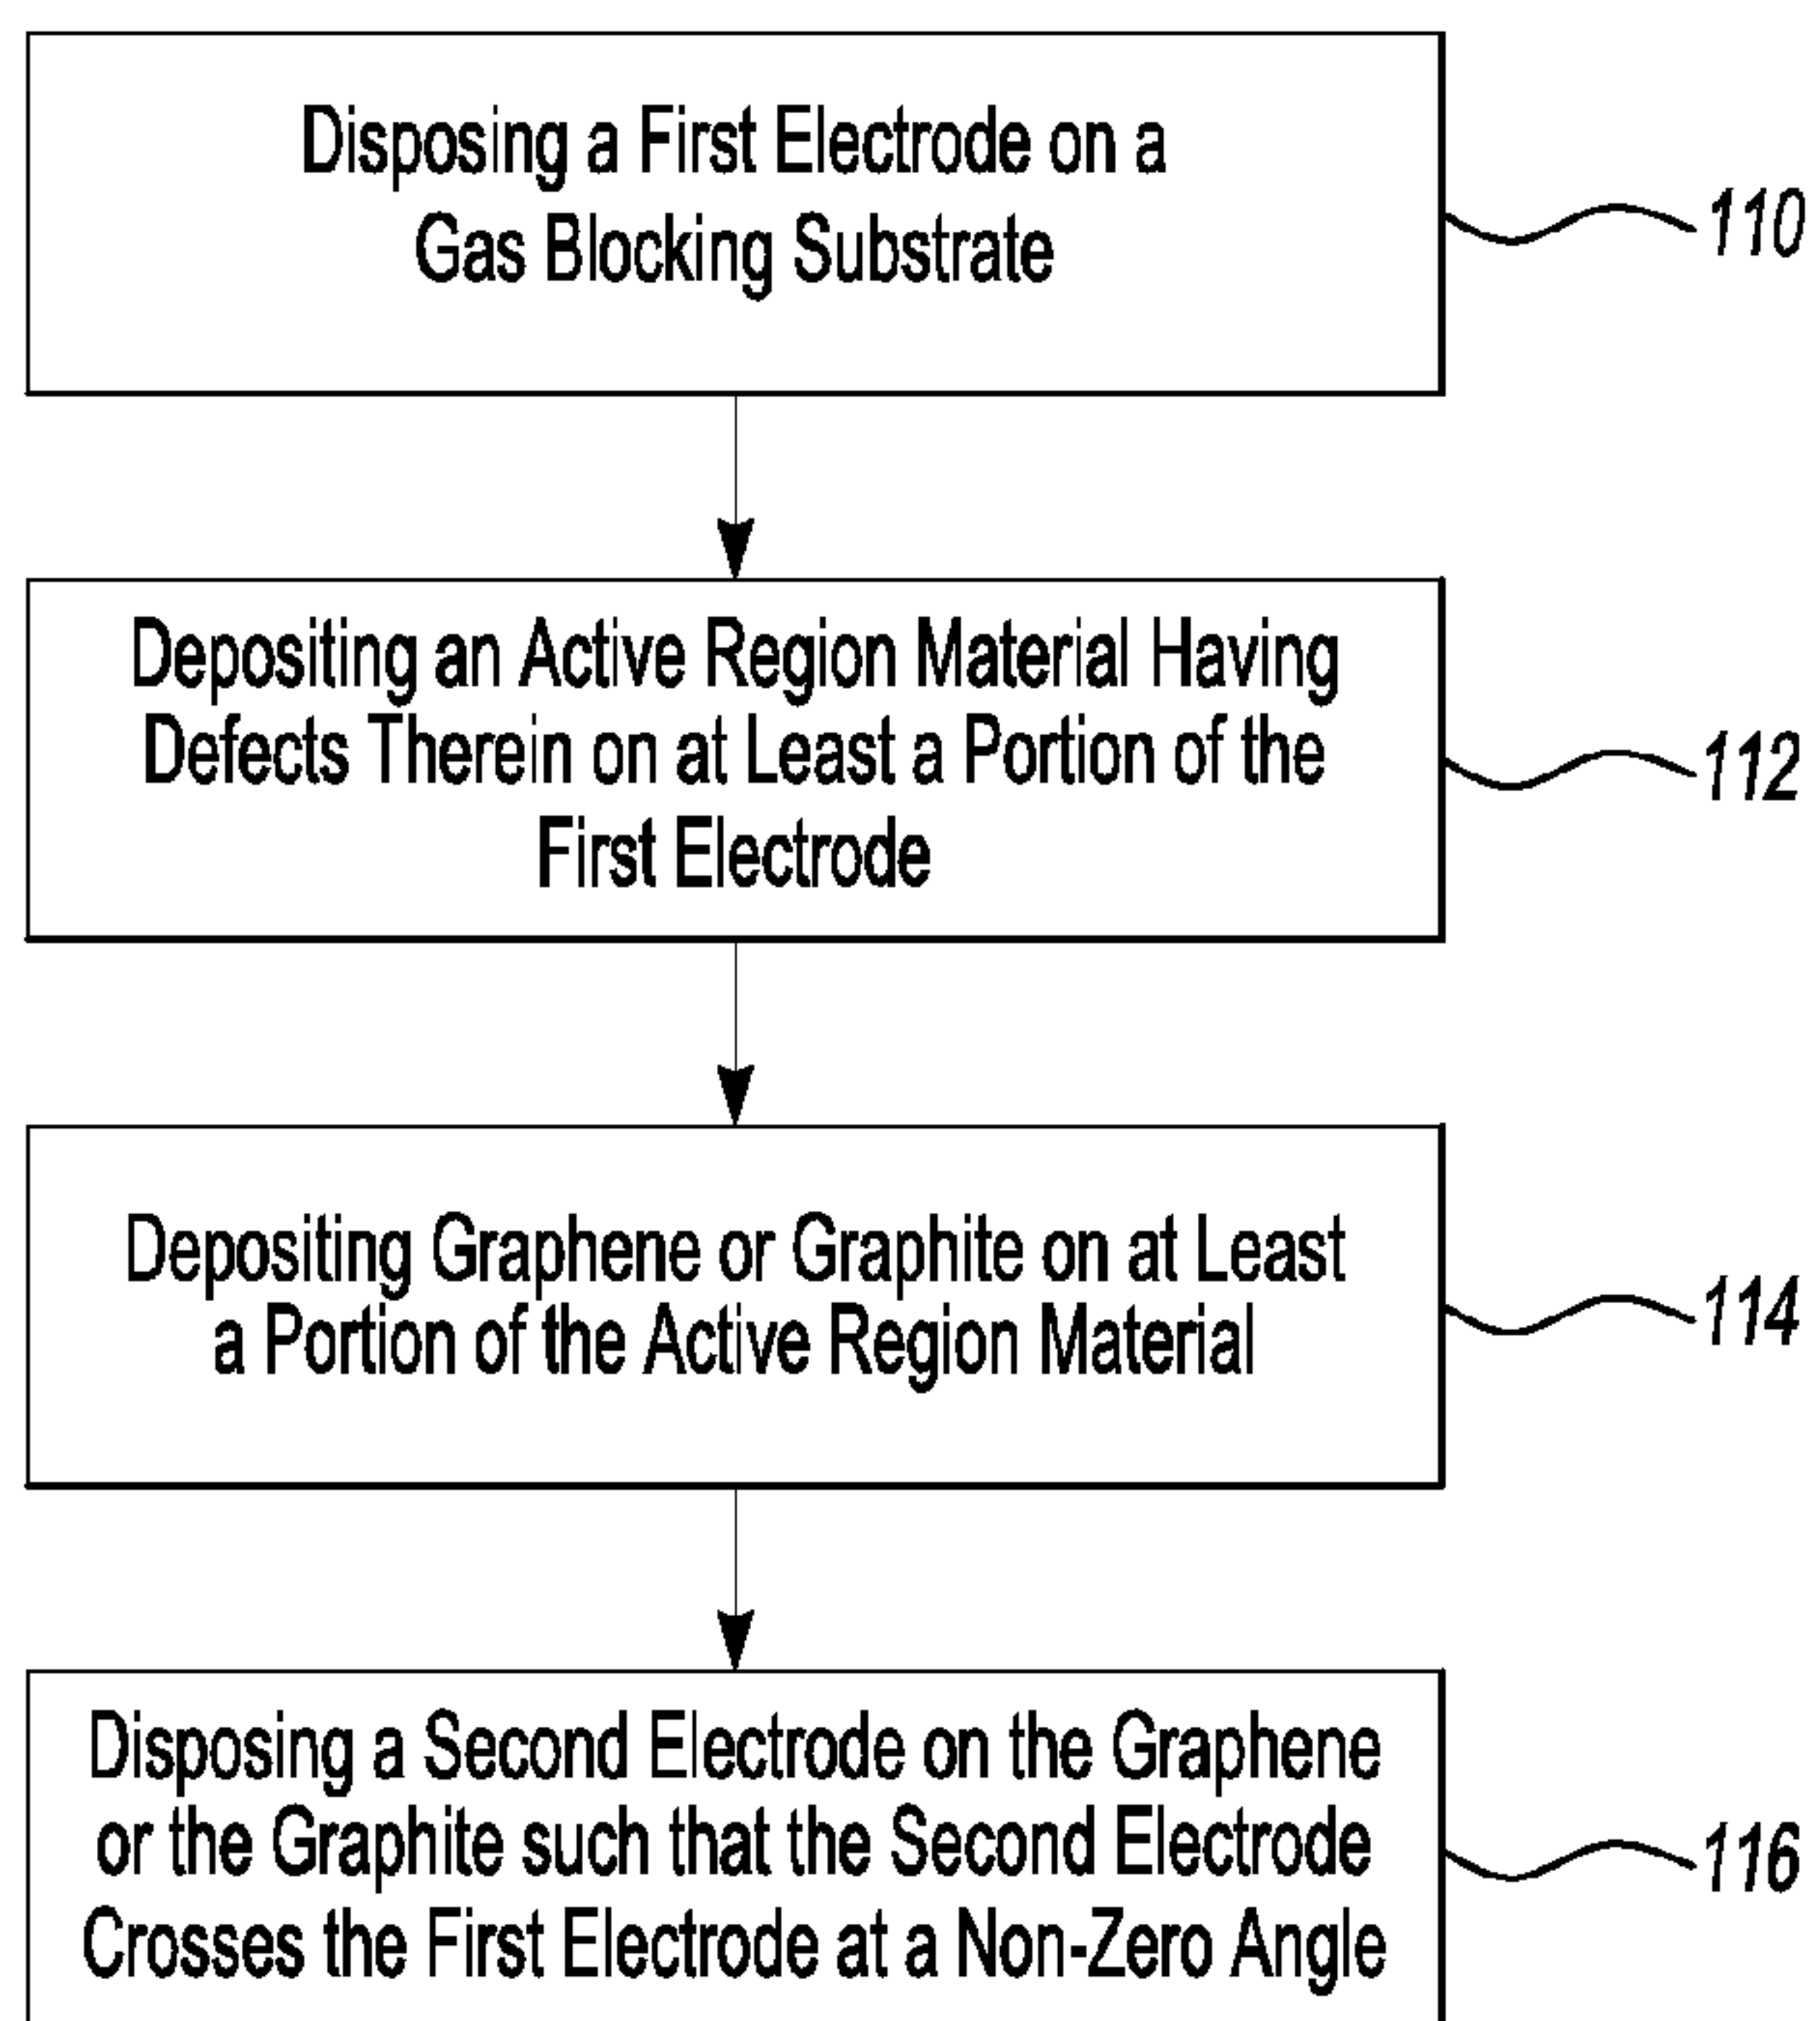 Disposing a First Electrode on a
Gas Blocking Substrate
110
Depositing an Active Region Material Having
Defects Therein on at Least a Portion of the
First Electrode
112
Depositing Graphene or Graphite on at Least
a Portion of the Active Region Material
114
Disposing a Second Electrode on the Graphene
or the Graphite such that the Second Electrode
Crosses the First Electrode at a Non-Zero Angle
116